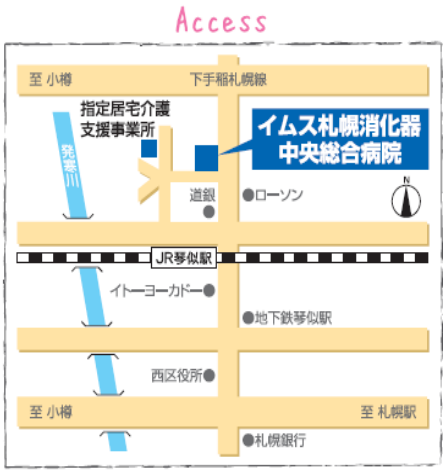 Access
至 小樽
下手稲札幌線
指定居宅介護
支援事業所
イムス札幌消化器
中央総合病院
発寒川
道銀
ローソン
N
JR琴似駅
イトーヨーカドー
地下鉄琴似駅
西区役所
至 小樽
至 札幌駅
札幌銀行